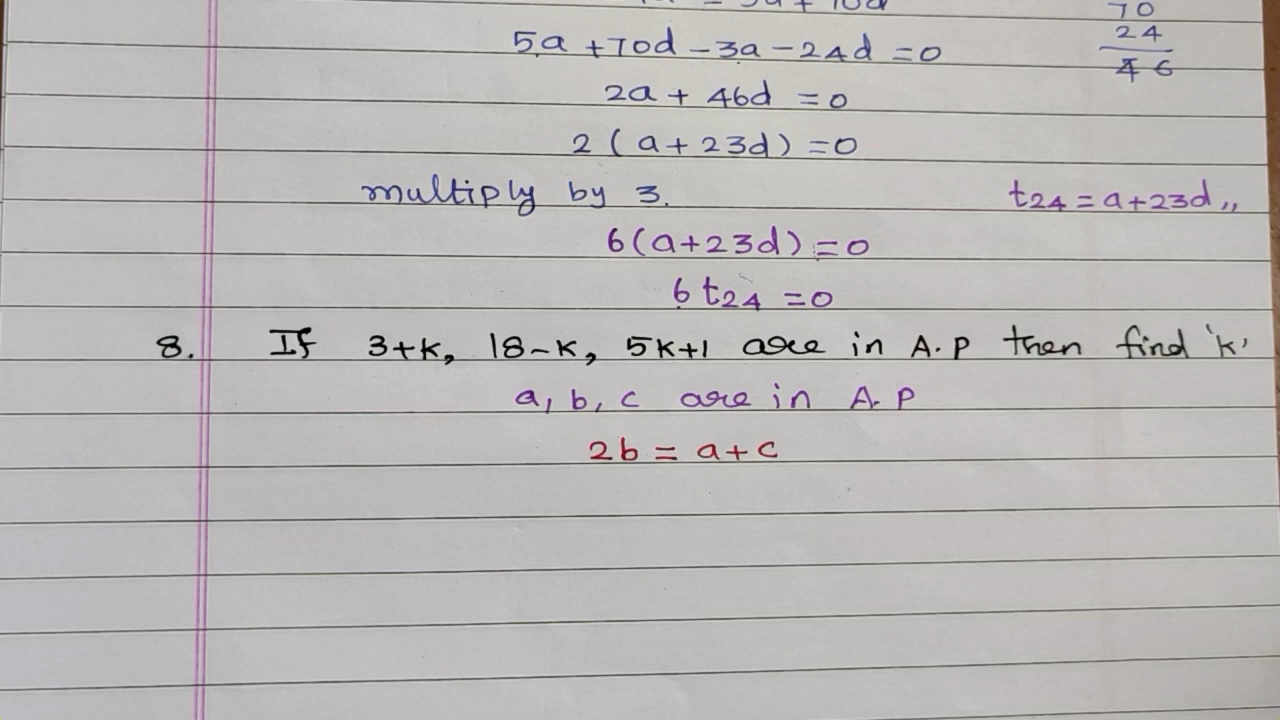 70
5a + 70d - 3a - 24d = 0
24
46
2a + 46d = 0
2 ( a + 23d ) = 0
multiply by 3.
t24 = a + 23d ,,
6 ( a + 23d ) = 0
6 t24 = 0
8. If 3+k, 18-k, 5k+1 are in A.P then find 'k'
a, b, c are in A.P
2b = a + c